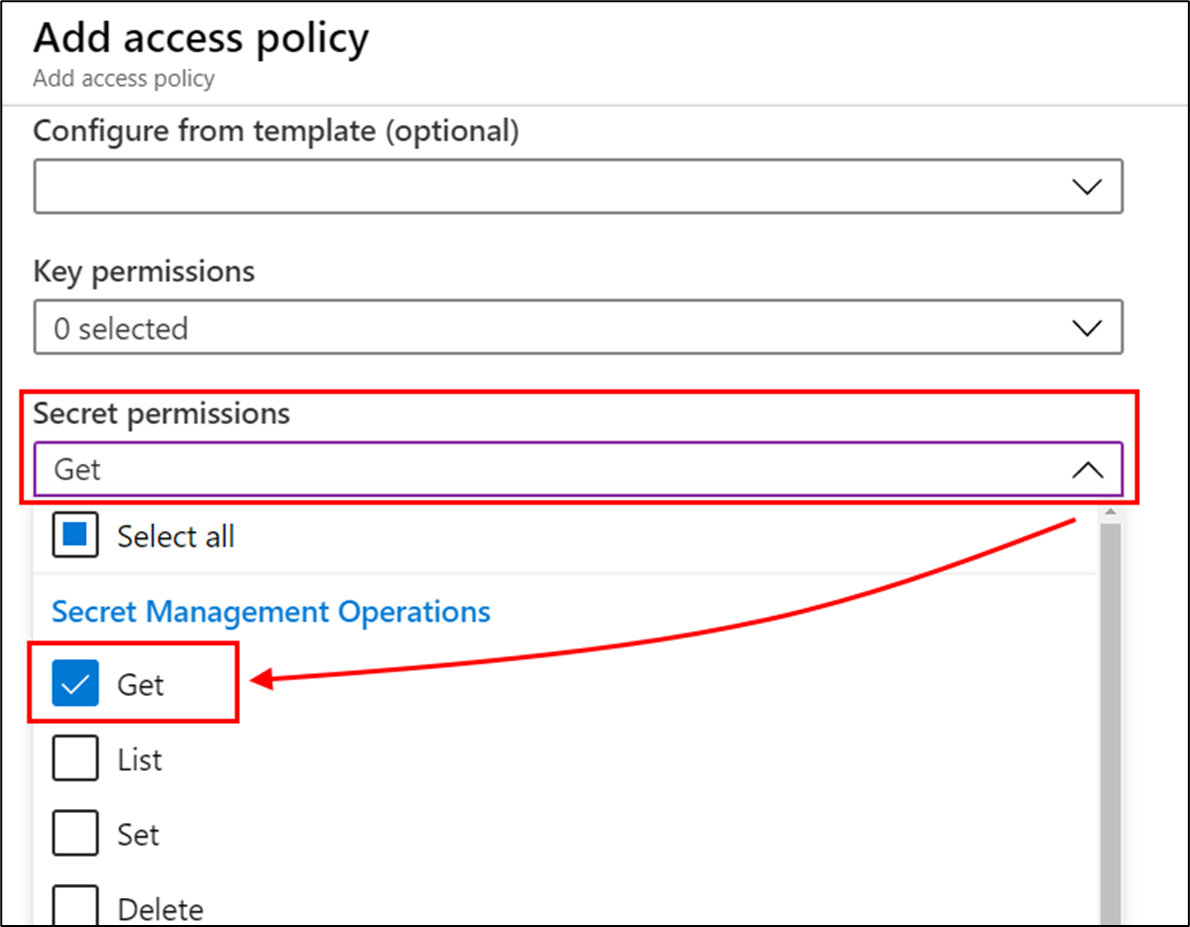 Add access policy
Add access policy
Configure from template (optional)
Key permissions
0 selected
Secret permissions
Get
Select all
Secret Management Operations
Get
List
Set
Delete